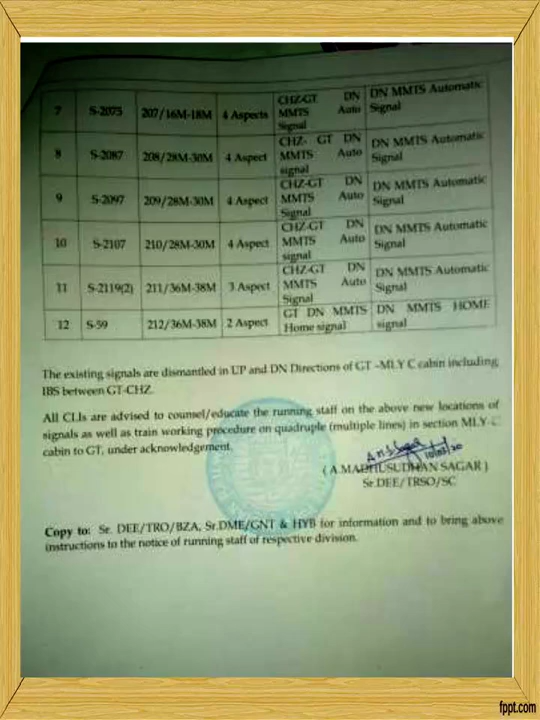 7 S-2075 207/16M-18M 4 Aspects CHZ-GT DN MMTS Auto Signal DN MMTS Automatic Signal
8 S-2087 208/28M-30M 4 Aspect CHZ- GT DN MMTS Auto signal DN MMTS Automatic Signal
9 S-2097 209/28M-30M 4 Aspect CHZ-GT DN MMTS Auto Signal DN MMTS Automatic Signal
10 S-2107 210/28M-30M 4 Aspect CHZ-GT DN MMTS Auto signal DN MMTS Automatic Signal
11 S-2119(2) 211/36M-38M 3 Aspect CHZ-GT DN MMTS Auto Signal DN MMTS Automatic Signal
12 S-59 212/36M-38M 2 Aspect GT DN MMTS Home signal DN MMTS HOME signal
The existing signals are dismantled in UP and DN Directions of GT –MLY C cabin including
IBS between GT-CHZ.
All CLIs are advised to counsel/educate the running staff on the above new locations of
signals as well as train working procedure on quadruple (multiple lines) in section MLY-C
cabin to GT, under acknowledgement.
( A.MADHUSUDHAN SAGAR )
Sr.DEE/TRSO/SC
Copy to: Sr. DEE/TRO/BZA, Sr.DME/GNT & HYB for information and to bring above
instructions to the notice of running staff of respective division.
fppt.com